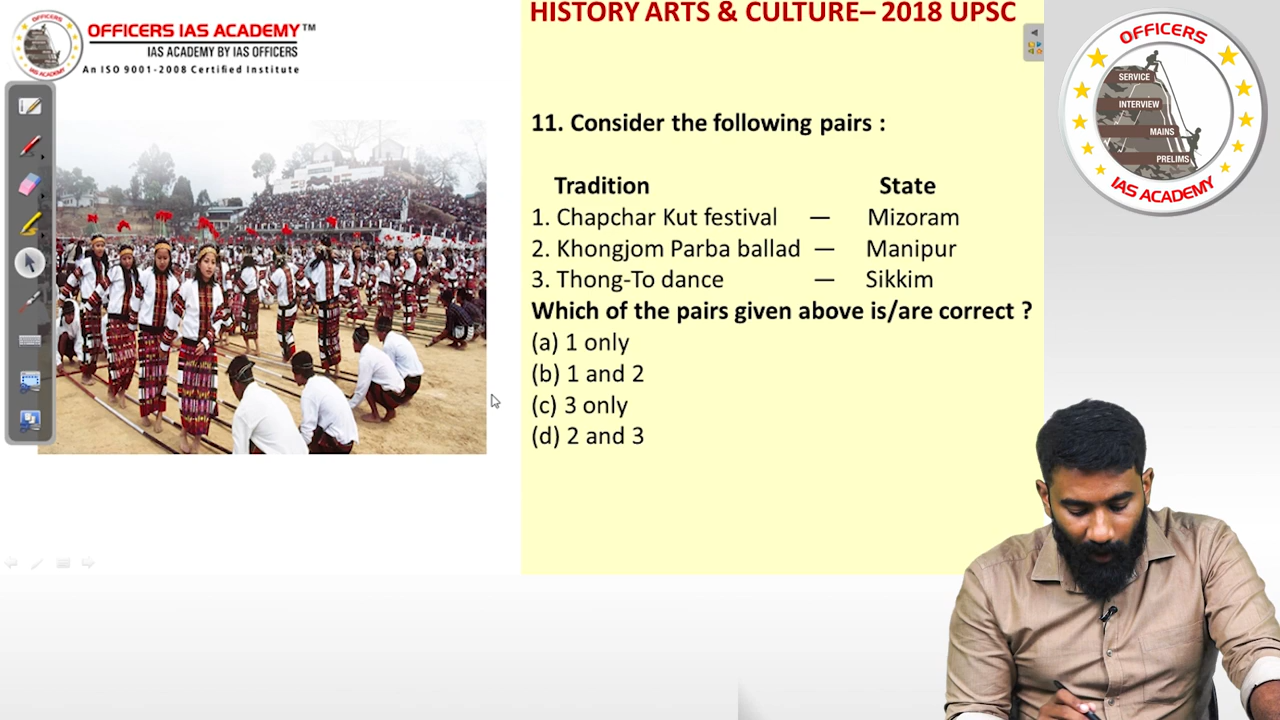 OFFICERS IAS ACADEMY™
IAS ACADEMY BY IAS OFFICERS
An ISO 9001-2008 Certified Institute
HISTORY ARTS & CULTURE– 2018 UPSC
11. Consider the following pairs :
Tradition State
1. Chapchar Kut festival — Mizoram
2. Khongjom Parba ballad — Manipur
3. Thong-To dance — Sikkim
Which of the pairs given above is/are correct ?
(a) 1 only
(b) 1 and 2
(c) 3 only
(d) 2 and 3
OFFICERS
SERVICE
INTERVIEW
MAINS
PRELIMS
IAS ACADEMY